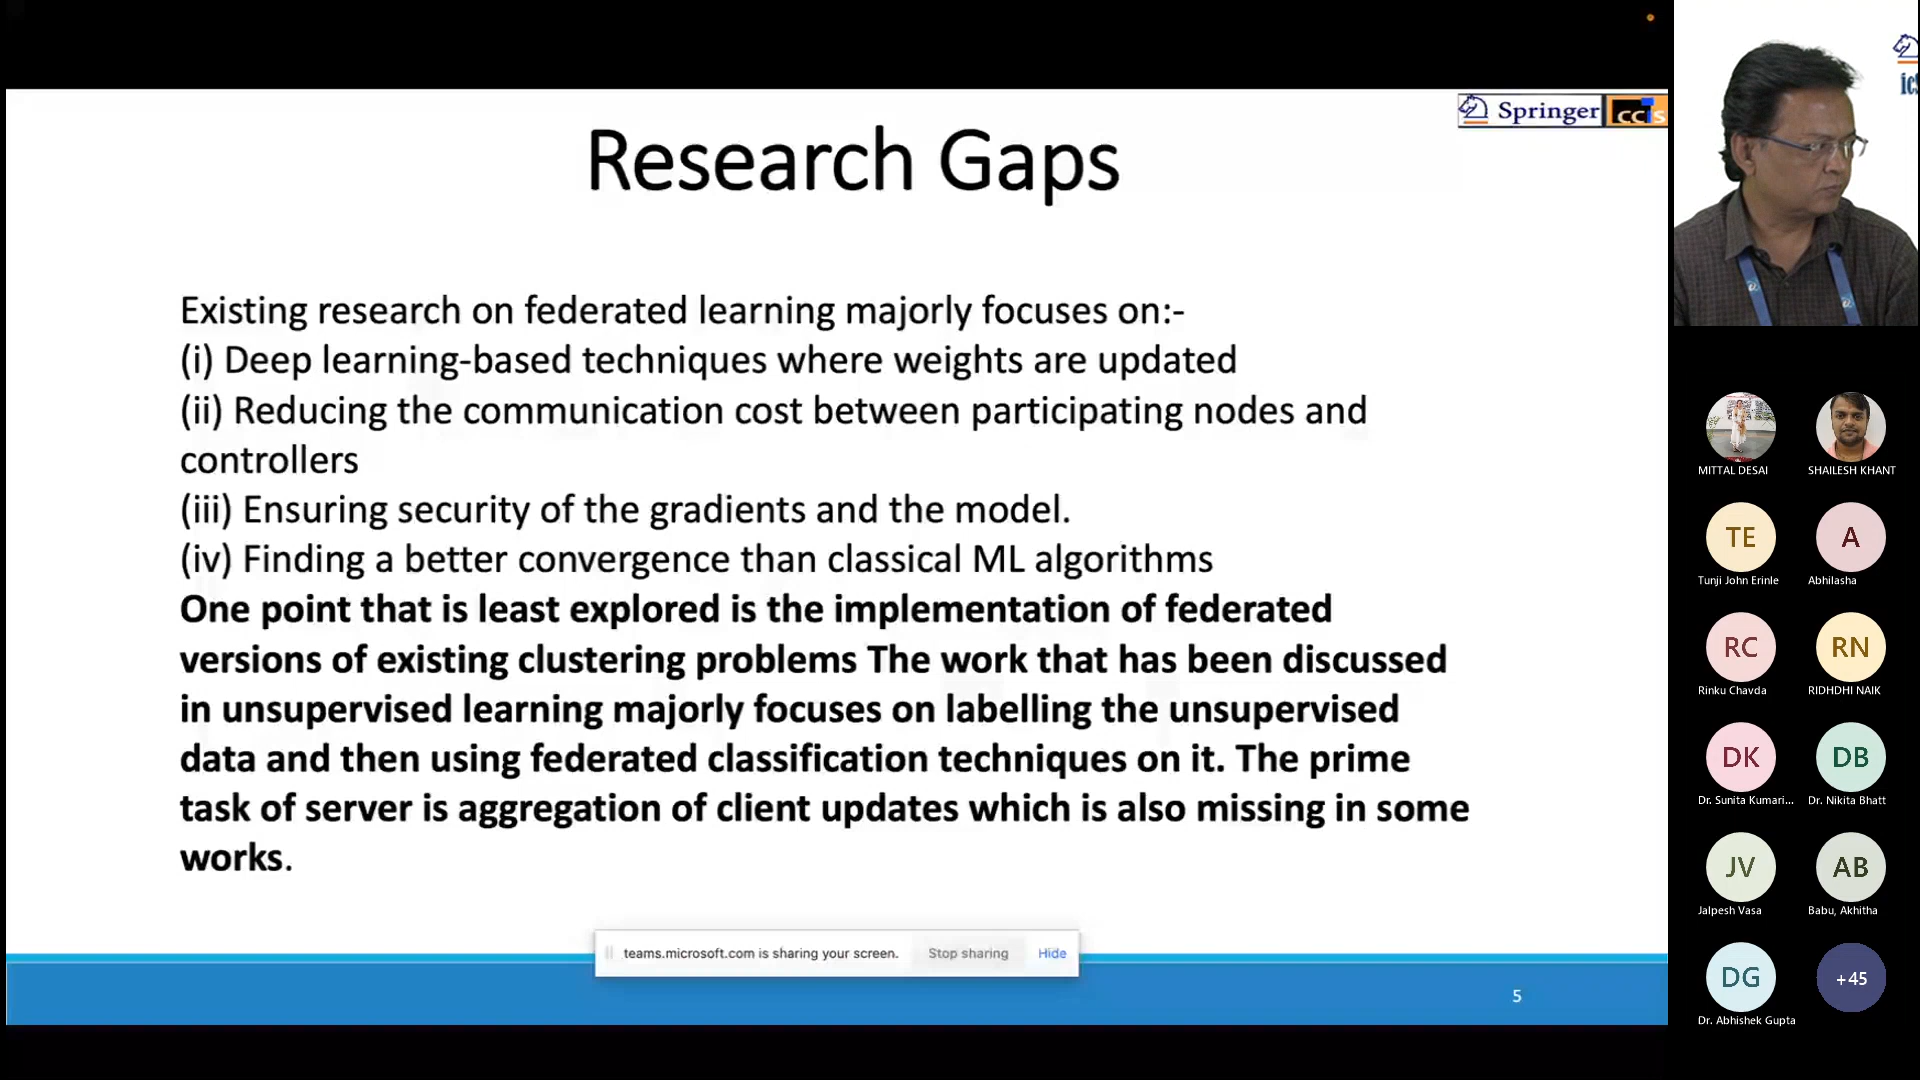 Springer
CCIS
Research Gaps
Existing research on federated learning majorly focuses on:-
(i) Deep learning-based techniques where weights are updated
(ii) Reducing the communication cost between participating nodes and
controllers
(iii) Ensuring security of the gradients and the model.
(iv) Finding a better convergence than classical ML algorithms
One point that is least explored is the implementation of federated
versions of existing clustering problems The work that has been discussed
in unsupervised learning majorly focuses on labelling the unsupervised
data and then using federated classification techniques on it. The prime
task of server is aggregation of client updates which is also missing in some
works.
teams.microsoft.com is sharing your screen. Stop sharing Hide
5
MITTAL DESAI
SHAILESH KHANT
TE
A
Tunji John Erinle
Abhilasha
RC
RN
Rinku Chavda
RIDHDHI NAIK
DK
DB
Dr. Sunita Kumari...
Dr. Nikita Bhatt
JV
AB
Jalpesh Vasa
Babu, Akhitha
DG
+45
Dr. Abhishek Gupta